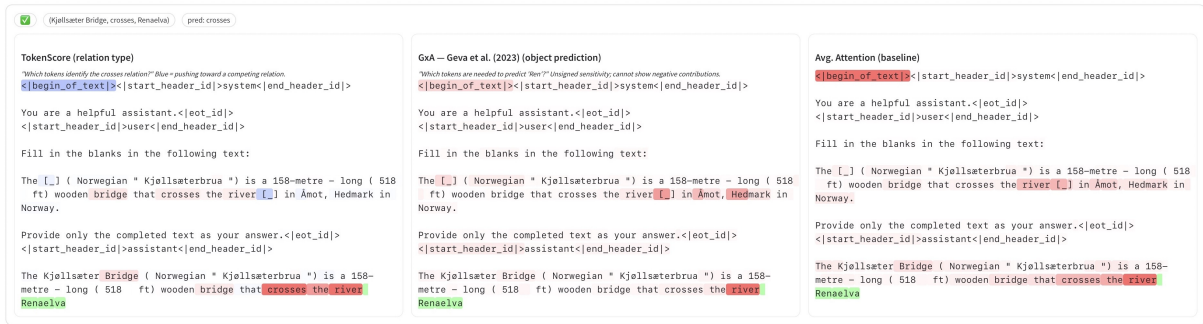 ✅ (Kjøllsæter Bridge, crosses, Renaelva) pred: crosses
TokenScore (relation type)
"Which tokens identify the crosses relation?" Blue = pushing toward a competing relation.
<|begin_of_text|><|start_header_id|>system<|end_header_id|>
You are a helpful assistant.<|eot_id|>
<|start_header_id|>user<|end_header_id|>
Fill in the blanks in the following text:
The [_] ( Norwegian " Kjøllsæterbrua ") is a 158-metre - long ( 518
ft) wooden bridge that crosses the river [_] in Åmot, Hedmark in
Norway.
Provide only the completed text as your answer.<|eot_id|>
<|start_header_id|>assistant<|end_header_id|>
The Kjøllsæter Bridge ( Norwegian " Kjøllsæterbrua ") is a 158-
metre - long ( 518 ft) wooden bridge that crosses the river
Renaelva
GxA — Geva et al. (2023) (object prediction)
"Which tokens are needed to predict 'Ren'?" Unsigned sensitivity; cannot show negative contributions.
<|begin_of_text|><|start_header_id|>system<|end_header_id|>
You are a helpful assistant.<|eot_id|>
<|start_header_id|>user<|end_header_id|>
Fill in the blanks in the following text:
The [_] ( Norwegian " Kjøllsæterbrua ") is a 158-metre - long ( 518
ft) wooden bridge that crosses the river [_] in Åmot, Hedmark in
Norway.
Provide only the completed text as your answer.<|eot_id|>
<|start_header_id|>assistant<|end_header_id|>
The Kjøllsæter Bridge ( Norwegian " Kjøllsæterbrua ") is a 158-
metre - long ( 518 ft) wooden bridge that crosses the river
Renaelva
Avg. Attention (baseline)
<|begin_of_text|><|start_header_id|>system<|end_header_id|>
You are a helpful assistant.<|eot_id|>
<|start_header_id|>user<|end_header_id|>
Fill in the blanks in the following text:
The [_] ( Norwegian " Kjøllsæterbrua ") is a 158-metre - long ( 518
ft) wooden bridge that crosses the river [_] in Åmot, Hedmark in
Norway.
Provide only the completed text as your answer.<|eot_id|>
<|start_header_id|>assistant<|end_header_id|>
The Kjøllsæter Bridge ( Norwegian " Kjøllsæterbrua ") is a 158-
metre - long ( 518 ft) wooden bridge that crosses the river
Renaelva